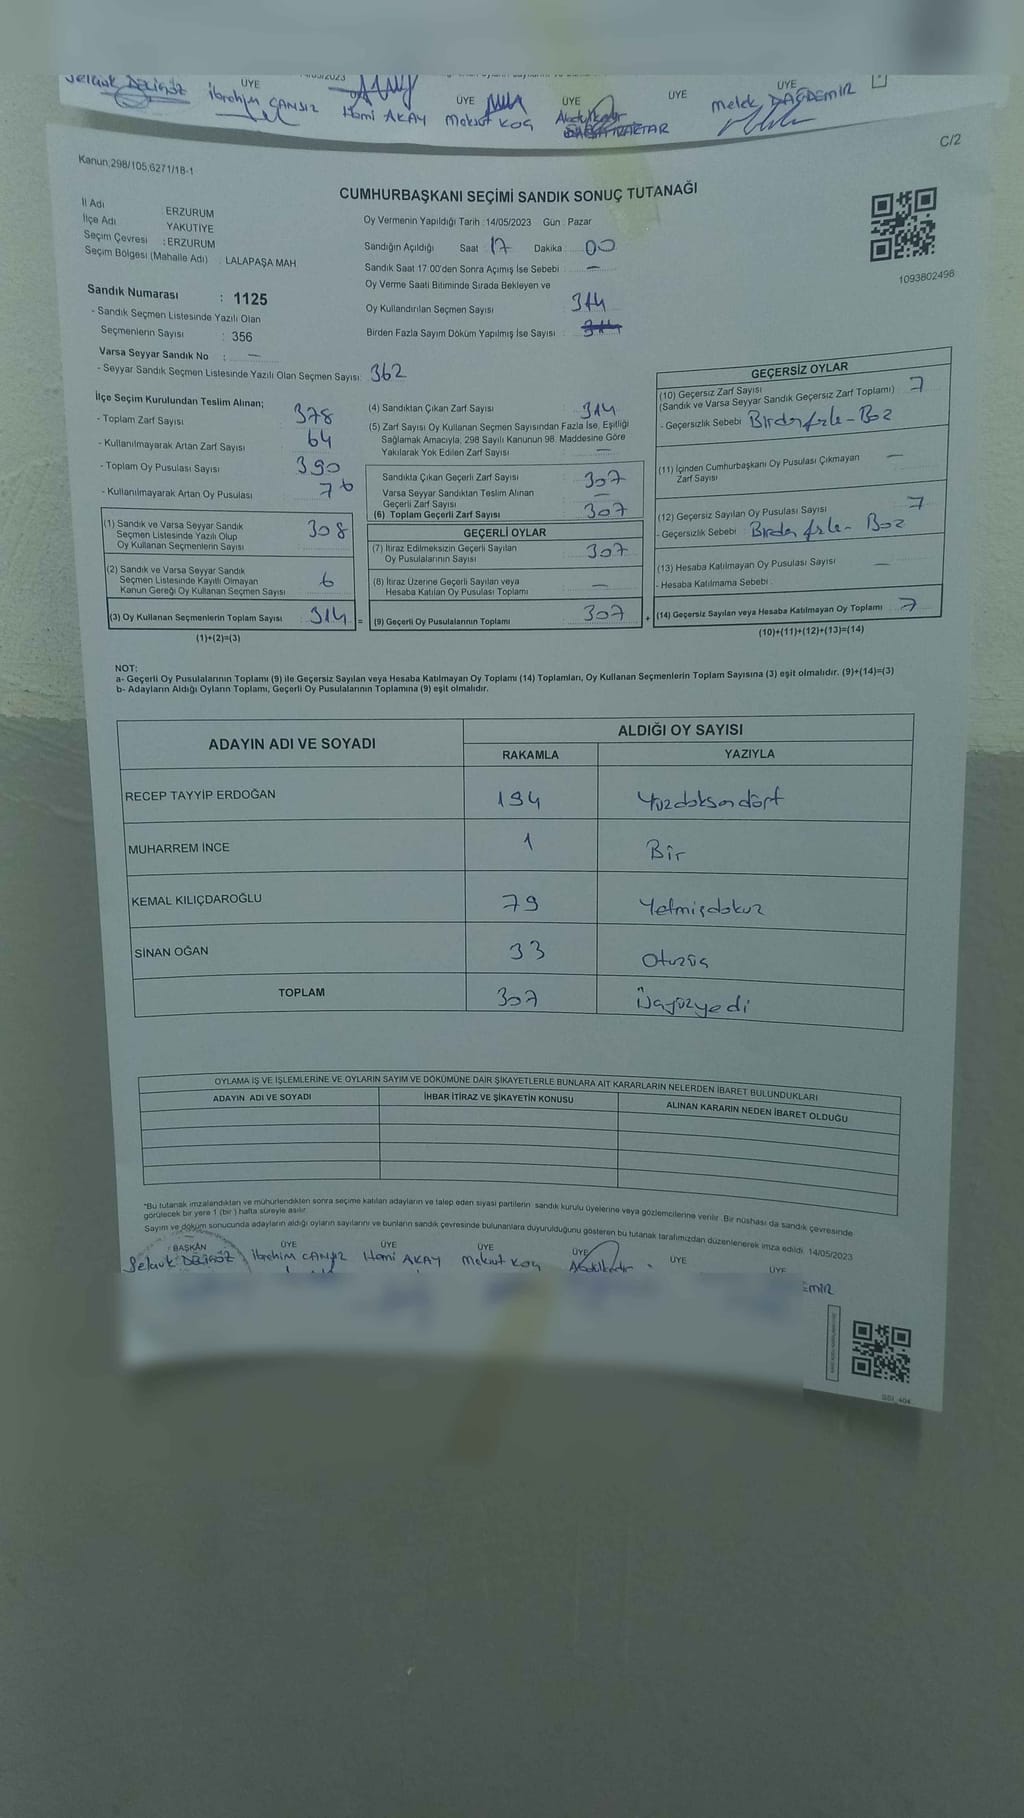 Selcuk DELİGÖZ
ÜYE
İbrahim CANSIZ
Hami AKAY
ÜYE
Maksut KOÇ
ÜYE
Abdulkadir
ÜYE
ÜYE
Melek DAĞDEMİR
C/2
Kanun,298/105,6271/18-1
CUMHURBAŞKANI SEÇİMİ SANDIK SONUÇ TUTANAĞI
İl Adı : ERZURUM
İlçe Adı YAKUTİYE
Seçim Çevresi : ERZURUM
Seçim Bölgesi (Mahalle Adı) : LALAPAŞA MAH
Oy Vermenin Yapıldığı Tarih : 14/05/2023 Gün : Pazar
Sandığın Açıldığı Saat : 17 Dakika : 00
Sandık Saat 17:00'den Sonra Açımış İse Sebebi : —
Oy Verme Saati Bitiminde Sırada Bekleyen ve
Oy Kullandırılan Seçmen Sayısı : 314
Birden Fazla Sayım Döküm Yapılmış İse Sayısı :
1093802498
Sandık Numarası : 1125
- Sandık Seçmen Listesinde Yazılı Olan
Seçmenlerin Sayısı : 356
Varsa Seyyar Sandık No : —
- Seyyar Sandık Seçmen Listesinde Yazılı Olan Seçmen Sayısı: 362
İlçe Seçim Kurulundan Teslim Alınan;
- Toplam Zarf Sayısı : 378
- Kullanılmayarak Artan Zarf Sayısı : 64
- Toplam Oy Pusulası Sayısı : 390
- Kullanılmayarak Artan Oy Pusulası : 76
(1) Sandık ve Varsa Seyyar Sandık
Seçmen Listesinde Yazılı Olup
Oy Kullanan Seçmenlerin Sayısı 308
(2) Sandık ve Varsa Seyyar Sandık
Seçmen Listesinde Kayıtlı Olmayan
Kanun Gereği Oy Kullanan Seçmen Sayısı 6
(3) Oy Kullanan Seçmenlerin Toplam Sayısı 314 =
(1)+(2)=(3)
(4) Sandıktan Çıkan Zarf Sayısı : 314
(5) Zarf Sayısı Oy Kullanan Seçmen Sayısından Fazla İse, Eşitliği
Sağlamak Amacıyla, 298 Sayılı Kanunun 98. Maddesine Göre
Yakılarak Yok Edilen Zarf Sayısı : —
Sandıkta Çıkan Geçerli Zarf Sayısı : 307
Varsa Seyyar Sandıktan Teslim Alınan
Geçerli Zarf Sayısı : —
(6) Toplam Geçerli Zarf Sayısı : 307
GEÇERLİ OYLAR
(7) İtiraz Edilmeksizin Geçerli Sayılan
Oy Pusulalarının Sayısı : 307
(8) İtiraz Üzerine Geçerli Sayılan veya
Hesaba Katılan Oy Pusulası Toplamı : —
(9) Geçerli Oy Pusulalarının Toplamı : 307 +
GEÇERSİZ OYLAR
(10) Geçersiz Zarf Sayısı
(Sandık ve Varsa Seyyar Sandık Geçersiz Zarf Toplamı) : 7
- Geçersizlik Sebebi : Birden fazla - Boz
(11) İçinden Cumhurbaşkanı Oy Pusulası Çıkmayan
Zarf Sayısı : —
(12) Geçersiz Sayılan Oy Pusulası Sayısı : 7
- Geçersizlik Sebebi : Birden fazla - Boz
(13) Hesaba Katılmayan Oy Pusulası Sayısı : —
- Hesaba Katılmama Sebebi :
(14) Geçersiz Sayılan veya Hesaba Katılmayan Oy Toplamı : 7
(10)+(11)+(12)+(13)=(14)
NOT:
a- Geçerli Oy Pusulalarının Toplamı (9) ile Geçersiz Sayılan veya Hesaba Katılmayan Oy Toplamı (14) Toplamları, Oy Kullanan Seçmenlerin Toplam Sayısına (3) eşit olmalıdır. (9)+(14)=(3)
b- Adayların Aldığı Oyların Toplamı, Geçerli Oy Pusulalarının Toplamına (9) eşit olmalıdır.
ADAYIN ADI VE SOYADI ALDIĞI OY SAYISI
RAKAMLA YAZIYLA
RECEP TAYYİP ERDOĞAN 194 Yüzdoksandört
MUHARREM İNCE 1 Bir
KEMAL KILIÇDAROĞLU 79 Yetmişdokuz
SİNAN OĞAN 33 Otuzüç
TOPLAM 307 Üçyüzyedi
OYLAMA İŞ VE İŞLEMLERİNE VE OYLARIN SAYIM VE DÖKÜMÜNE DAİR ŞİKAYETLERLE BUNLARA AİT KARARLARIN NELERDEN İBARET BULUNDUKLARI
ADAYIN ADI VE SOYADI İHBAR İTİRAZ VE ŞİKAYETİN KONUSU ALINAN KARARIN NEDEN İBARET OLDUĞU
*Bu tutanak imzalandıktan ve mühürlendikten sonra seçime katılan adayların ve talep eden siyasi partilerin sandık kurulu üyelerine veya gözlemcilerine verilir. Bir nüshası da sandık çevresinde
görülecek bir yere 1 (bir) hafta süreyle asılır.
Sayım ve döküm sonucunda adayların aldığı oyların sayılarını ve bunların sandık çevresinde bulunanlara duyurulduğunu gösteren bu tutanak tarafımızdan düzenlenerek imza edildi. 14/05/2023
BAŞKAN ÜYE ÜYE ÜYE ÜYE ÜYE ÜYE
Selcuk DELİGÖZ İbrahim CANSIZ Hami AKAY Maksut KOÇ Abdulkadir
EMİR